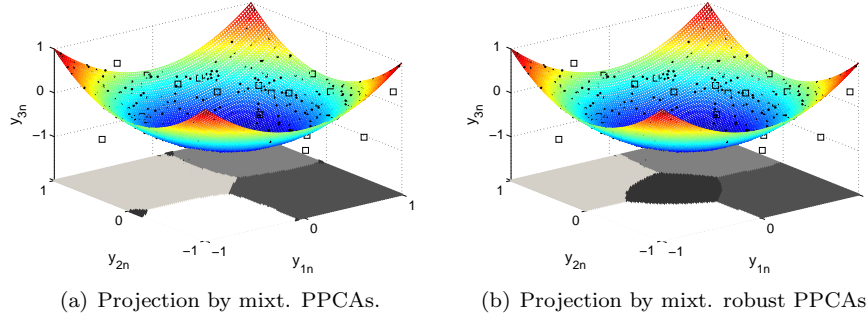 1
0
−1
y3n
1
0
−1
y2n
−1
0
1
y1n
(a) Projection by mixt. PPCAs.
1
0
−1
y3n
1
0
−1
y2n
−1
0
1
y1n
(b) Projection by mixt. robust PPCAs